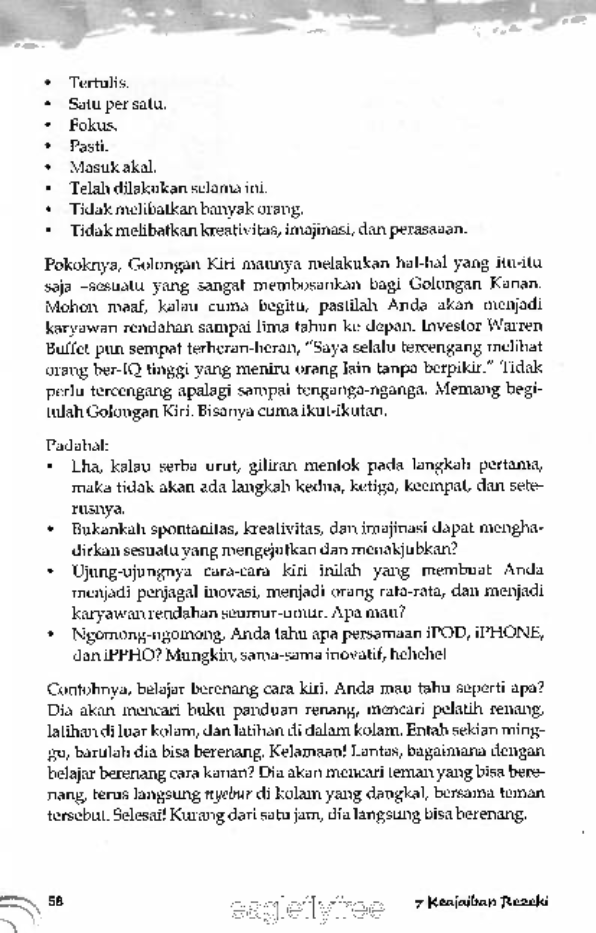 • Tertulis.
• Satu per satu.
• Fokus.
• Pasti.
• Masuk akal.
• Telah dilakukan selama ini.
• Tidak melibatkan banyak orang.
• Tidak melibatkan kreativitas, imajinasi, dan perasaaan.
Pokoknya, Golongan Kiri maunya melakukan hal-hal yang itu-itu
saja –sesuatu yang sangat membosankan bagi Golongan Kanan.
Mohon maaf, kalau cuma begitu, pastilah Anda akan menjadi
karyawan rendahan sampai lima tahun ke depan. Investor Warren
Buffet pun sempat terheran-heran, “Saya selalu tercengang melihat
orang ber-IQ tinggi yang meniru orang lain tanpa berpikir.” Tidak
perlu tercengang apalagi sampai tenganga-nganga. Memang begi-
tulah Golongan Kiri. Bisanya cuma ikut-ikutan.
Padahal:
• Lha, kalau serba urut, giliran mentok pada langkah pertama,
maka tidak akan ada langkah kedua, ketiga, keempat, dan sete-
rusnya.
• Bukankah spontanitas, kreativitas, dan imajinasi dapat mengha-
dirkan sesuatu yang mengejutkan dan menakjubkan?
• Ujung-ujungnya cara-cara kiri inilah yang membuat Anda
menjadi penjagal inovasi, menjadi orang rata-rata, dan menjadi
karyawan rendahan seumur-umur. Apa mau?
• Ngomong-ngomong, Anda tahu apa persamaan iPOD, iPHONE,
dan iPPHO? Mungkin, sama-sama inovatif, hehehe!
Contohnya, belajar berenang cara kiri. Anda mau tahu seperti apa?
Dia akan mencari buku panduan renang, mencari pelatih renang,
latihan di luar kolam, dan latihan di dalam kolam. Entah sekian ming-
gu, barulah dia bisa berenang. Kelamaan! Lantas, bagaimana dengan
belajar berenang cara kanan? Dia akan mencari teman yang bisa bere-
nang, terus langsung nyebur di kolam yang dangkal, bersama teman
tersebut. Selesai! Kurang dari satu jam, dia langsung bisa berenang.
58
eagleflyfree
7 Keajaiban Rezeki